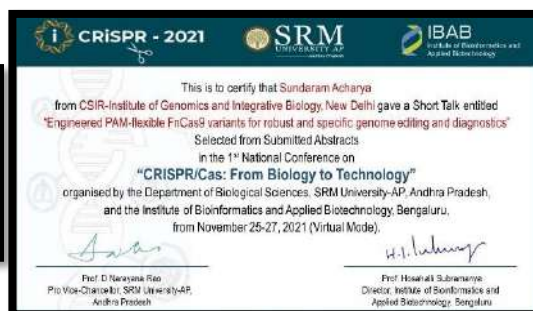 i CRiSPR - 2021
SRM
UNIVERSITY AP
IBAB
Institute of Bioinformatics and
Applied Biotechnology
This is to certify that Sundaram Acharya
from CSIR-Institute of Genomics and Integrative Biology, New Delhi gave a Short Talk entitled
"Engineered PAM-flexible FnCas9 variants for robust and specific genome editing and diagnostics"
Selected from Submitted Abstracts
in the 1st National Conference on
"CRISPR/Cas: From Biology to Technology"
organised by the Department of Biological Sciences, SRM University-AP, Andhra Pradesh,
and the Institute of Bioinformatics and Applied Biotechnology, Bengaluru,
from November 25-27, 2021 (Virtual Mode).
Prof. D Narayana Rao
Pro Vice-Chancellor, SRM University-AP,
Andhra Pradesh
Prof. Hosahalli Subramanya
Director, Institute of Bioinformatics and
Applied Biotechnology, Bengaluru